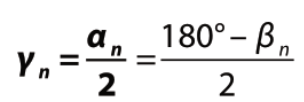 γₙ = αₙ/2 = (180° – βₙ)/2